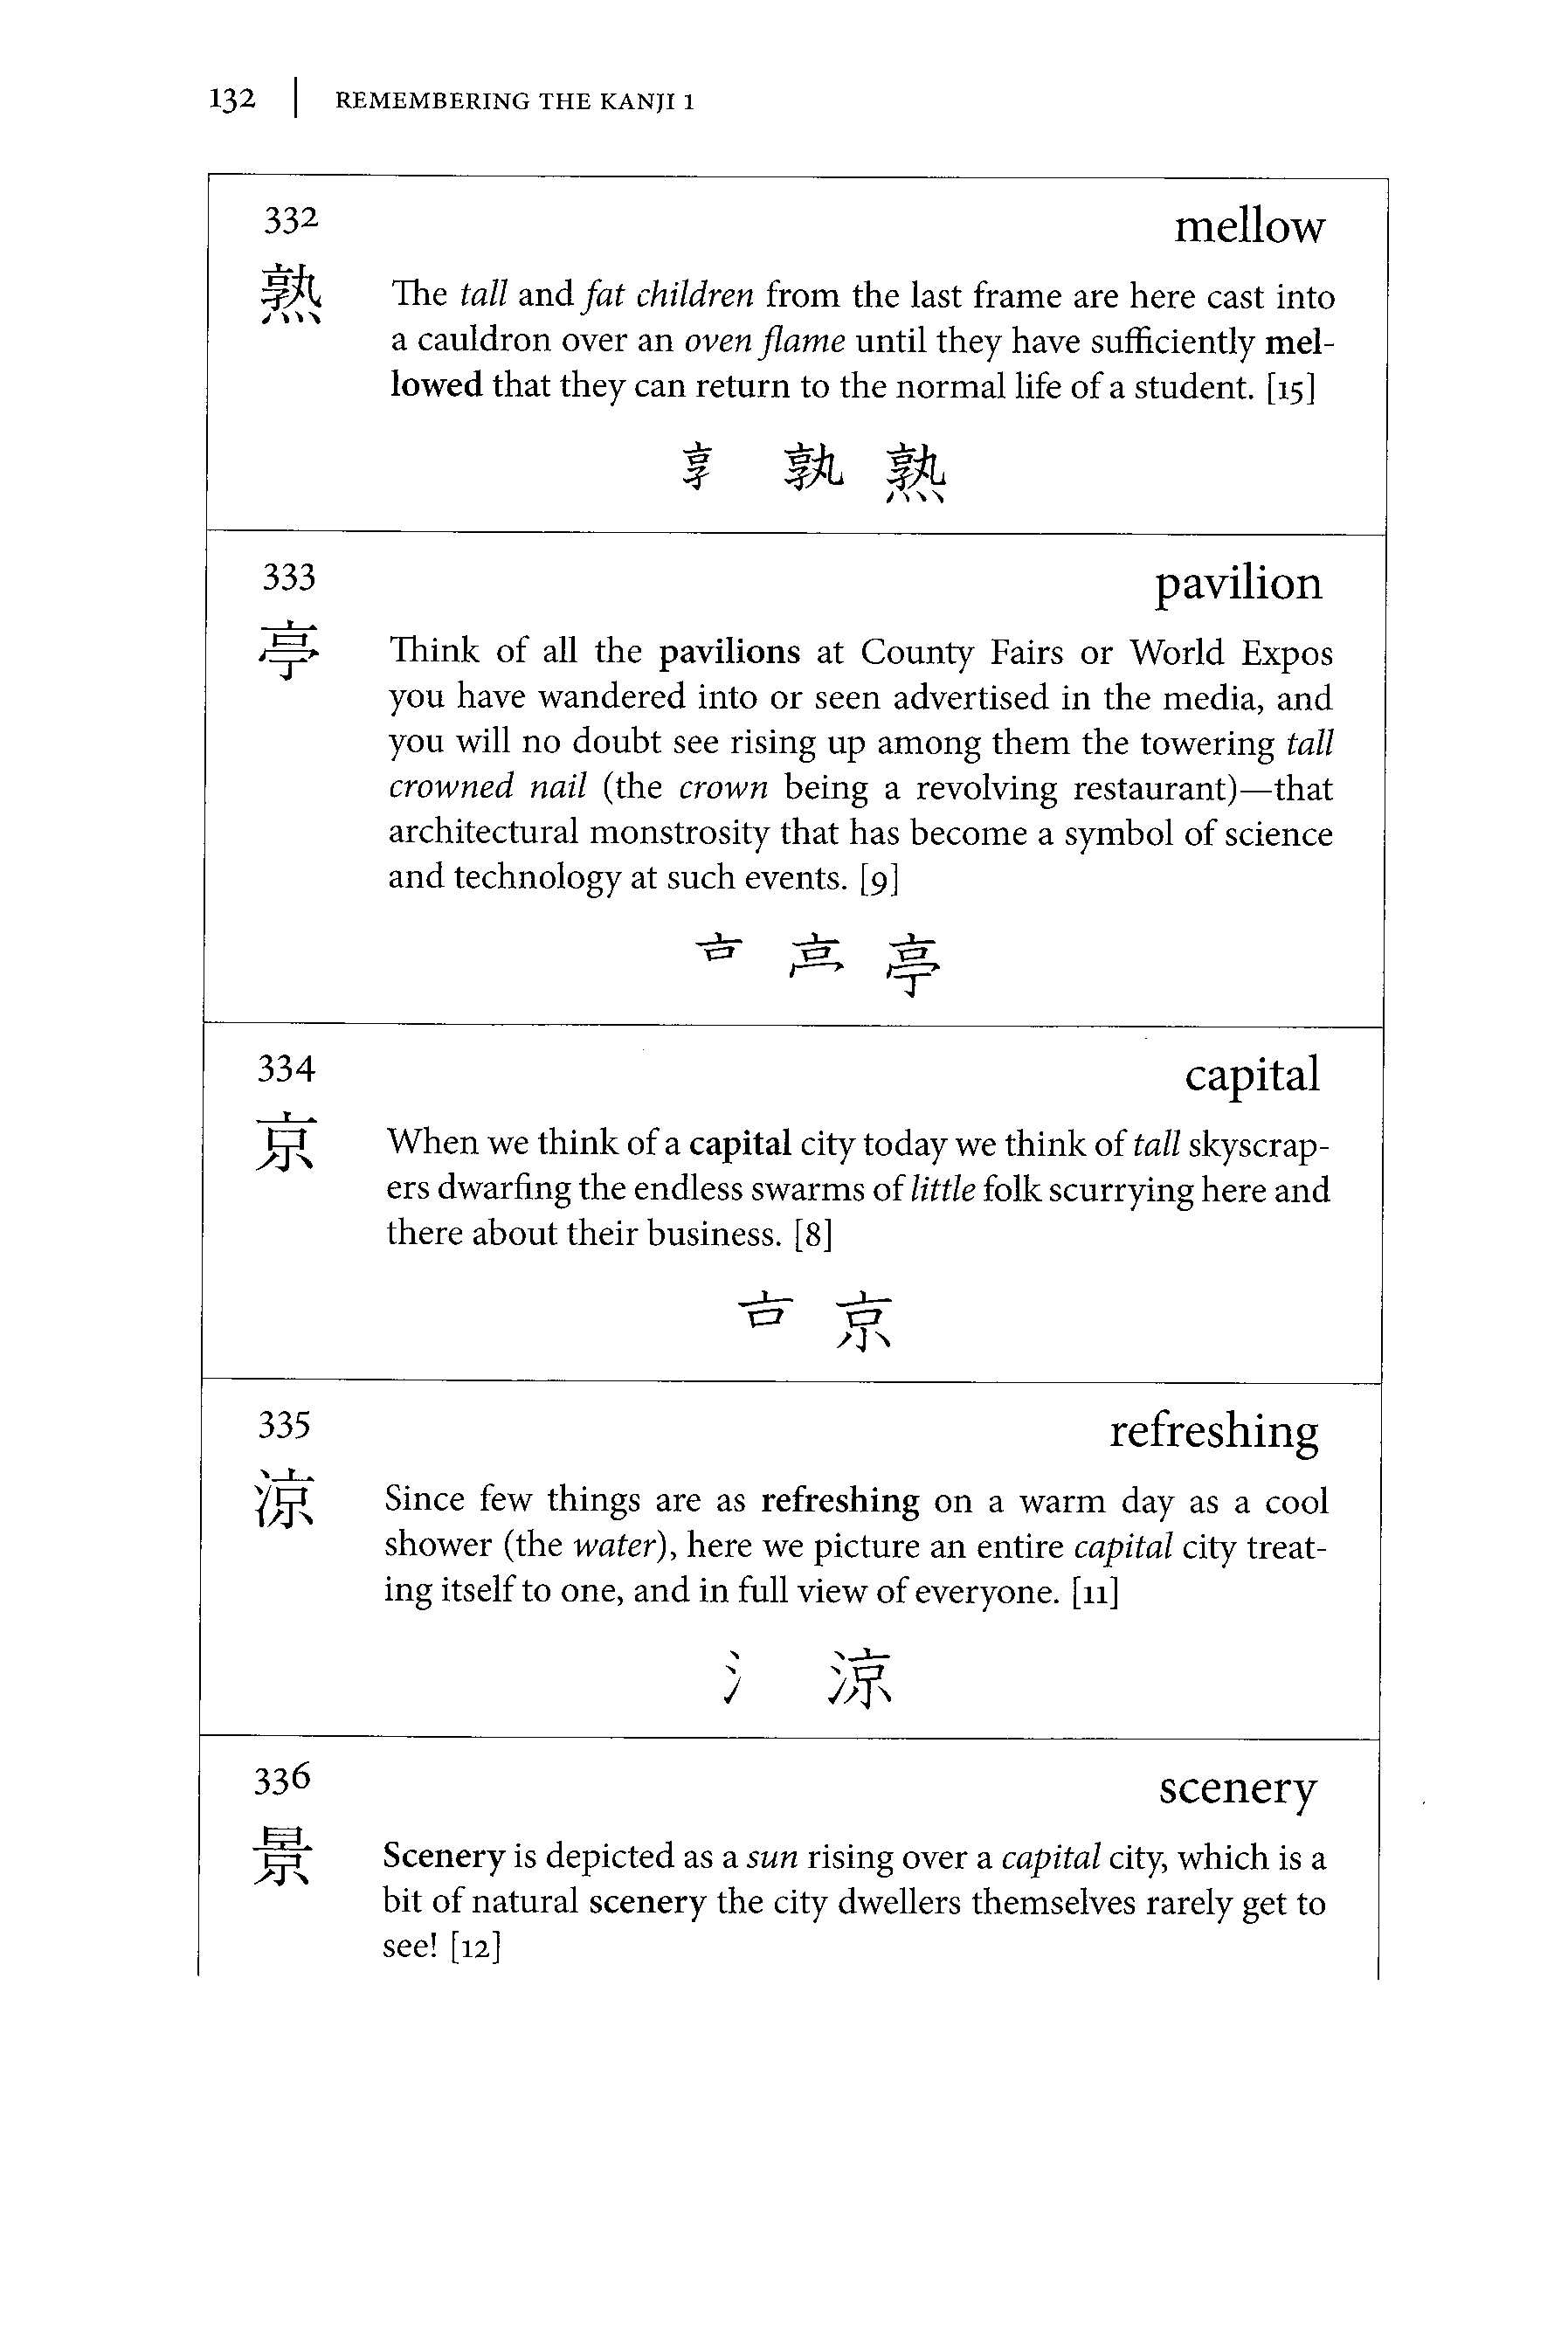 132 | REMEMBERING THE KANJI 1
332 mellow
熟 The tall and fat children from the last frame are here cast into
a cauldron over an oven flame until they have sufficiently mel-
lowed that they can return to the normal life of a student. [15]
享 孰 熟
333 pavilion
亭 Think of all the pavilions at County Fairs or World Expos
you have wandered into or seen advertised in the media, and
you will no doubt see rising up among them the towering tall
crowned nail (the crown being a revolving restaurant)—that
architectural monstrosity that has become a symbol of science
and technology at such events. [9]
亭
334 capital
京 When we think of a capital city today we think of tall skyscrap-
ers dwarfing the endless swarms of little folk scurrying here and
there about their business. [8]
京
335 refreshing
涼 Since few things are as refreshing on a warm day as a cool
shower (the water), here we picture an entire capital city treat-
ing itself to one, and in full view of everyone. [11]
氵 涼
336 scenery
景 Scenery is depicted as a sun rising over a capital city, which is a
bit of natural scenery the city dwellers themselves rarely get to
see! [12]